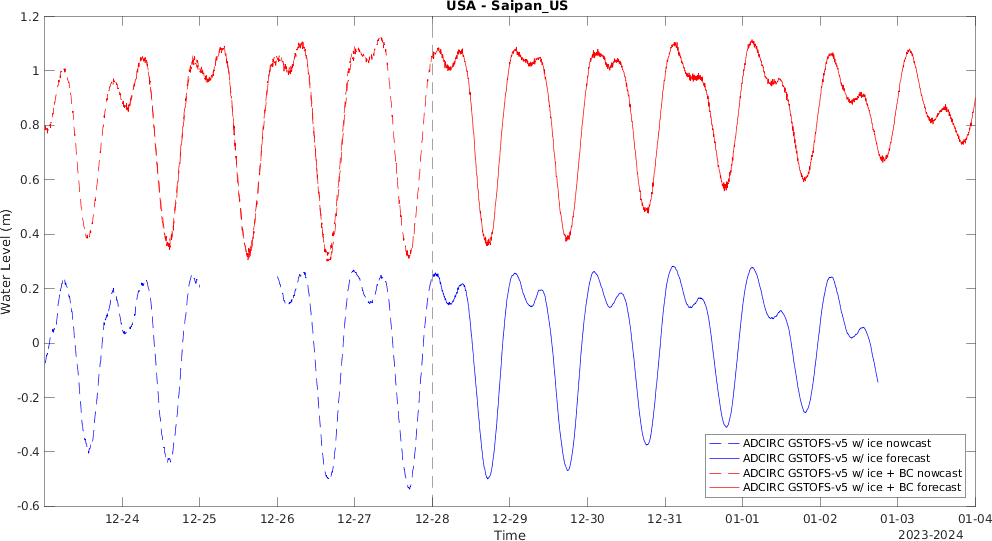 USA - Saipan_US
1.2
1
0.8
0.6
0.4
0.2
0
-0.2
-0.4
-0.6
Water Level (m)
ADCIRC GSTOFS-v5 w/ ice nowcast
ADCIRC GSTOFS-v5 w/ ice forecast
ADCIRC GSTOFS-v5 w/ ice + BC nowcast
ADCIRC GSTOFS-v5 w/ ice + BC forecast
12-24 12-25 12-26 12-27 12-28 12-29 12-30 12-31 01-01 01-02 01-03 01-04
Time
2023-2024